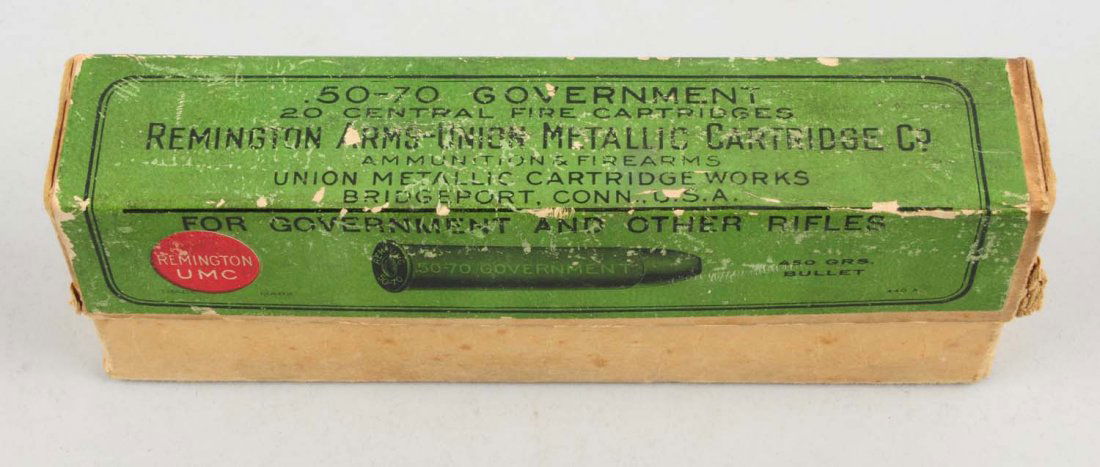 .50-70 GOVERNMENT
20 CENTRAL FIRE CARTRIDGES
REMINGTON ARMS-UNION METALLIC CARTRIDGE CO.
AMMUNITION & FIREARMS
UNION METALLIC CARTRIDGE WORKS
BRIDGEPORT, CONN., U.S.A.
FOR GOVERNMENT AND OTHER RIFLES
REMINGTON
UMC
.50-70 GOVERNMENT
450 GRS.
BULLET